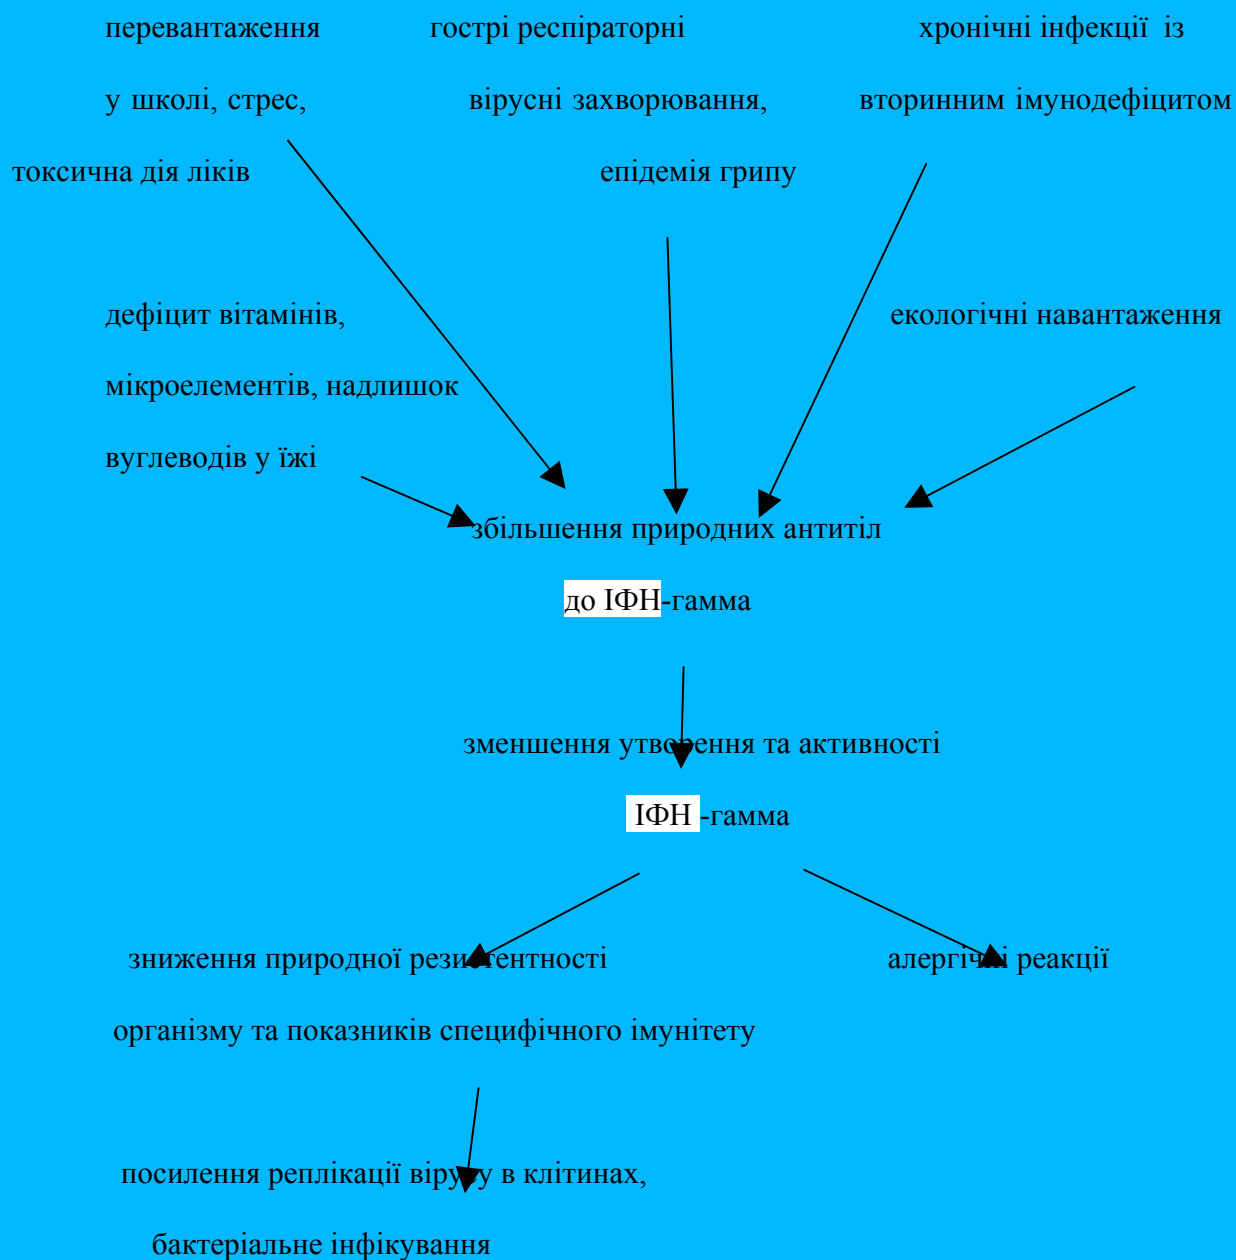 перевантаження гострі респіраторні хронічні інфекції із
у школі, стрес, вірусні захворювання, вторинним імунодефіцитом
токсична дія ліків епідемія грипу
дефіцит вітамінів, екологічні навантаження
мікроелементів, надлишок
вуглеводів у їжі
збільшення природних антитіл
до ІФН-гамма
зменшення утворення та активності
ІФН -гамма
зниження природної резистентності алергічні реакції
організму та показників специфічного імунітету
посилення реплікації вірусу в клітинах,
бактеріальне інфікування